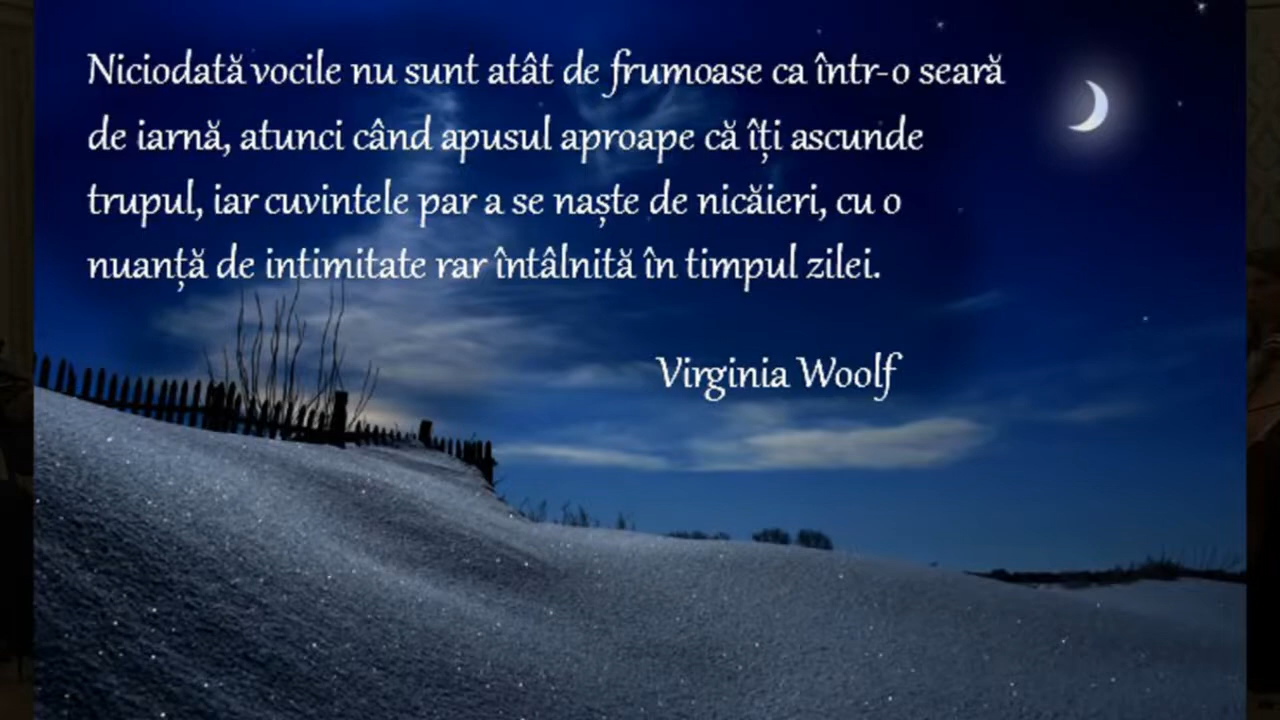 Niciodată vocile nu sunt atât de frumoase ca într-o seară
de iarnă, atunci când apusul aproape că îți ascunde
trupul, iar cuvintele par a se naște de nicăieri, cu o
nuanță de intimitate rar întâlnită în timpul zilei.
Virginia Woolf